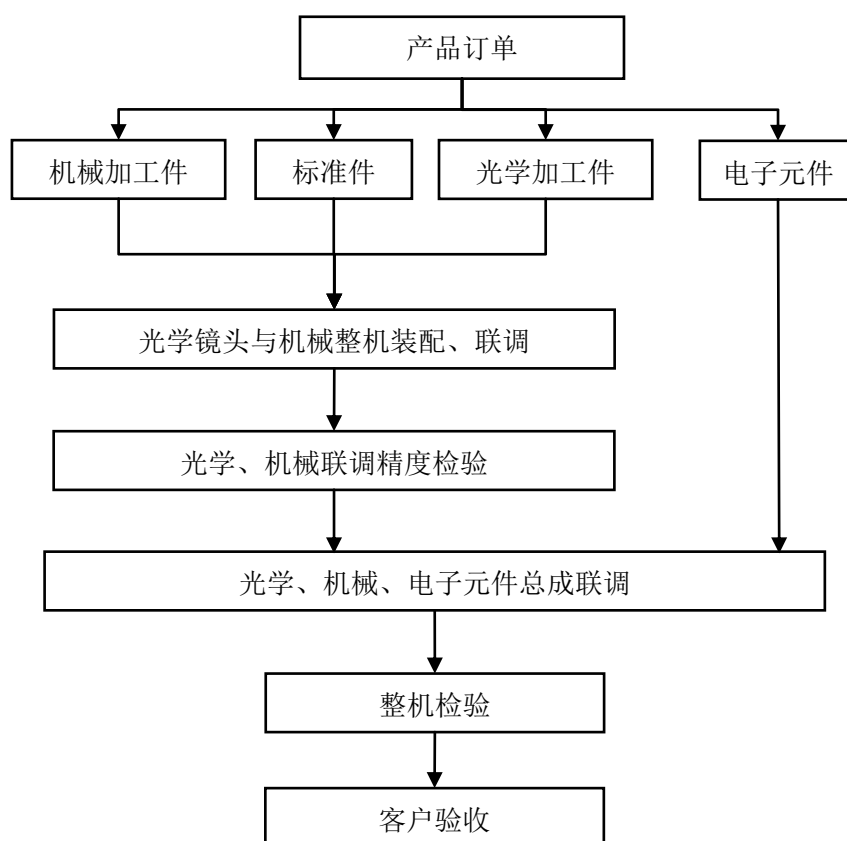 产品订单
机械加工件
标准件
光学加工件
电子元件
光学镜头与机械整机装配、联调
光学、机械联调精度检验
光学、机械、电子元件总成联调
整机检验
客户验收